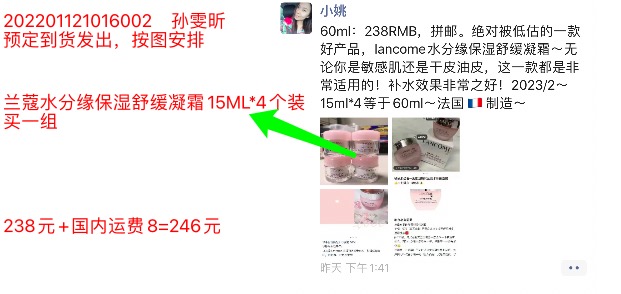 202201121016002 孙雯昕
预定到货发出，按图安排
兰蔻水分缘保湿舒缓凝霜15ML*4个装
买一组
238元+国内运费8=246元
小姚
60ml：238RMB，拼邮。绝对被低估的一款
好产品，lancome水分缘保湿舒缓凝霜～无
论你是敏感肌还是干皮油皮，这一款都是非
常适用的！补水效果非常之好！2023/2～
15ml*4等于60ml～法国🇫🇷制造～
LANCOME
昨天 下午1:41